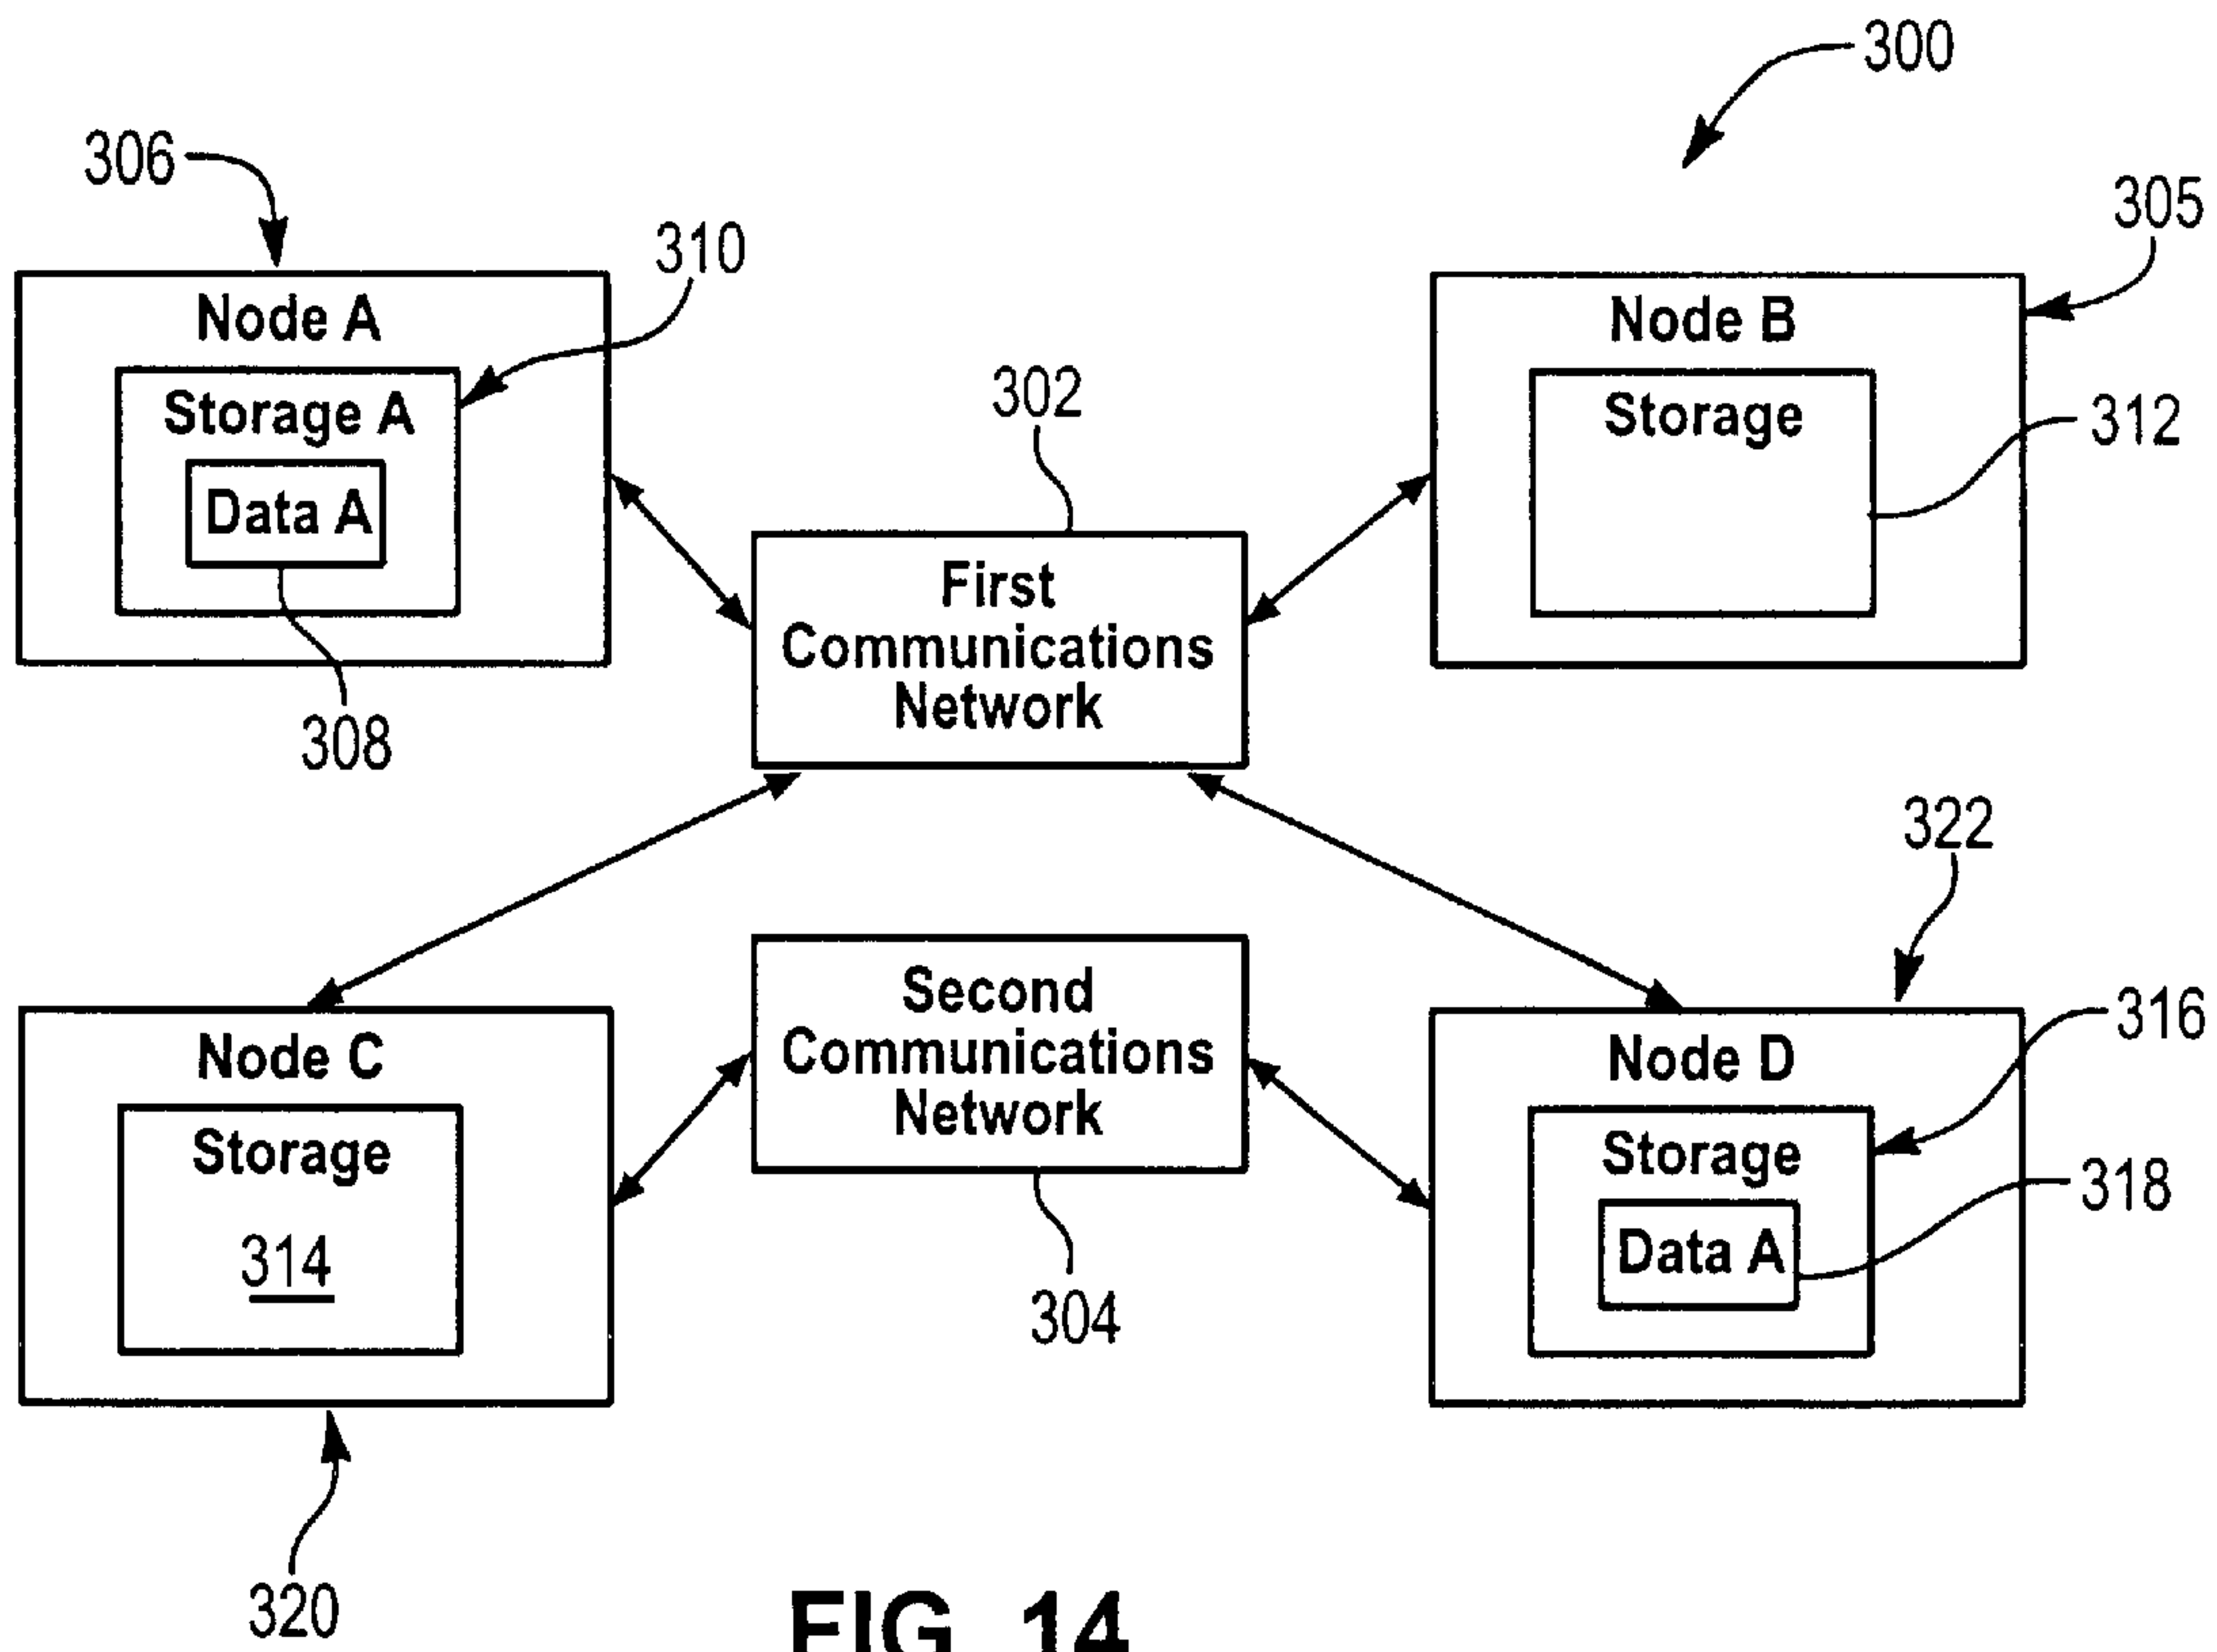 300
306
310
305
Node A
Storage A
Data A
308
302
First
Communications
Network
Node B
Storage
312
322
Node C
Storage
314
320
Second
Communications
Network
304
Node D
Storage
Data A
316
318
FIG. 14